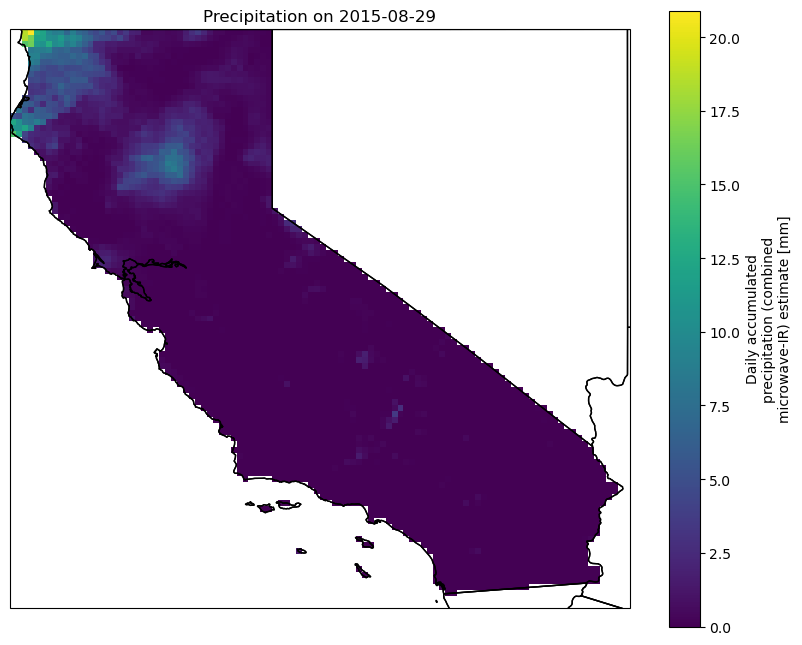 Precipitation on 2015-08-29
20.0
17.5
15.0
12.5
10.0
7.5
5.0
2.5
0.0
Daily accumulated
precipitation (combined
microwave-IR) estimate [mm]